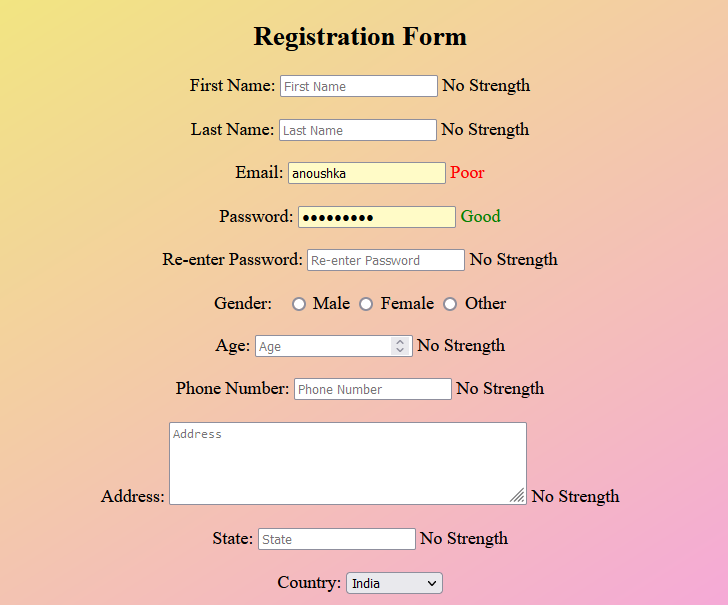 Registration Form
First Name: First Name No Strength
Last Name: Last Name No Strength
Email: anoushka Poor
Password: ●●●●●●●●● Good
Re-enter Password: Re-enter Password No Strength
Gender: Male Female Other
Age: Age No Strength
Phone Number: Phone Number No Strength
Address
Address: No Strength
State: State No Strength
Country: India